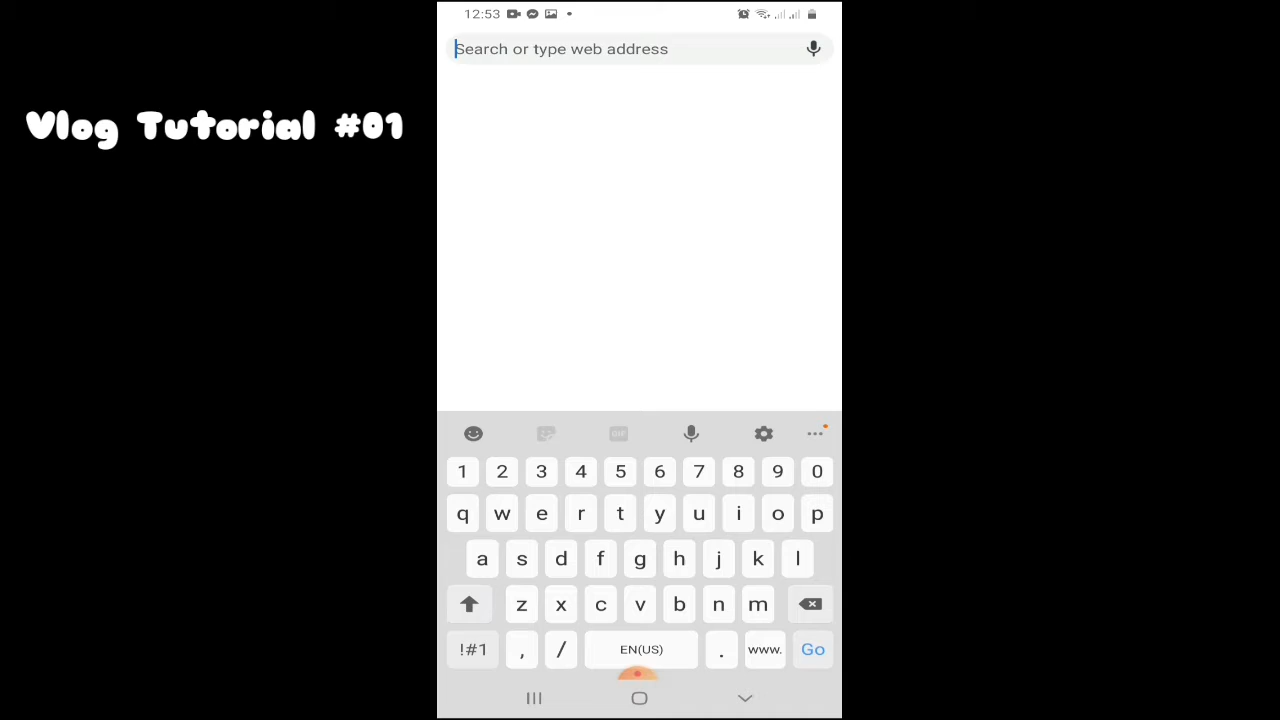 12:53
Search or type web address
Vlog Tutorial #01
GIF
1 2 3 4 5 6 7 8 9 0
q w e r t y u i o p
a s d f g h j k l
z x c v b n m
!#1 , / EN(US) . www. Go